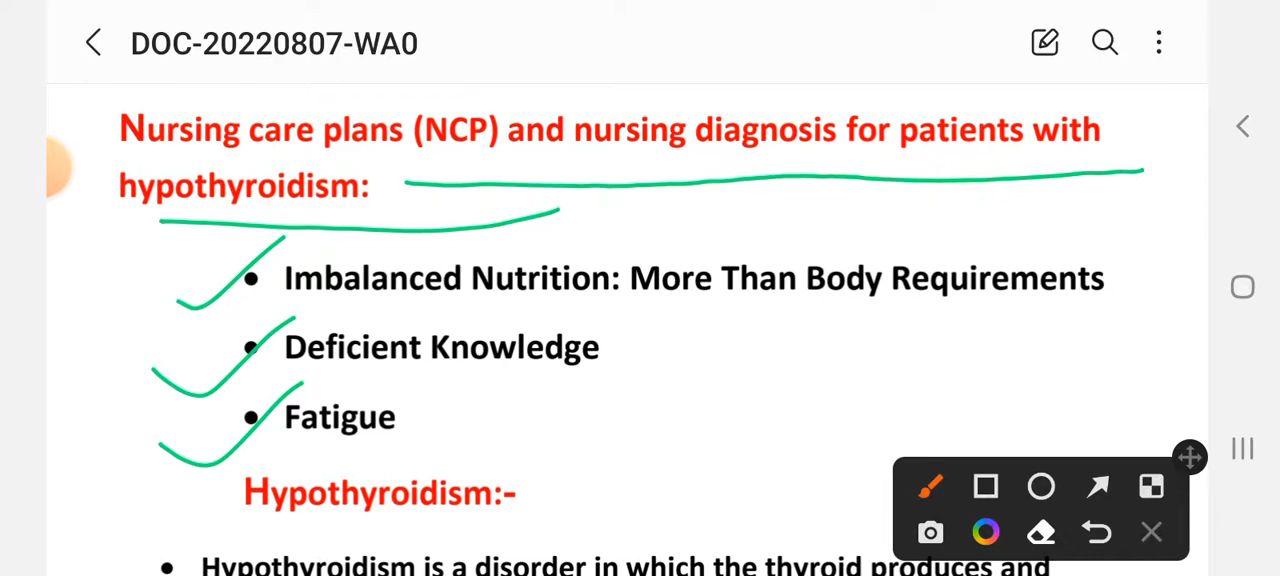 DOC-20220807-WA0
Nursing care plans (NCP) and nursing diagnosis for patients with
hypothyroidism:
• Imbalanced Nutrition: More Than Body Requirements
• Deficient Knowledge
• Fatigue
Hypothyroidism:-
• Hypothyroidism is a disorder in which the thyroid produces and